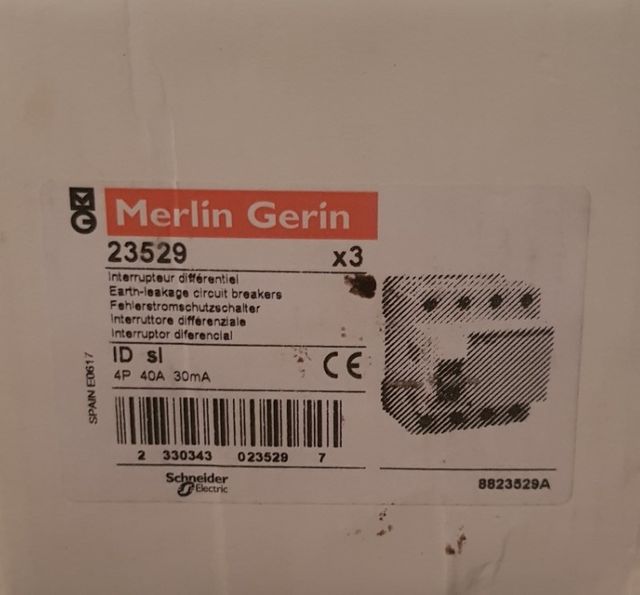 MG
Merlin Gerin
23529 x3
Interrupteur différentiel
Earth-leakage circuit breakers
Fehlerstromschutzschalter
Interruttore differenziale
Interruptor diferencial
ID sI
CE
4P 40A 30mA
SPAIN E0617
2 330343 023529 7
Schneider
Electric
8823529A